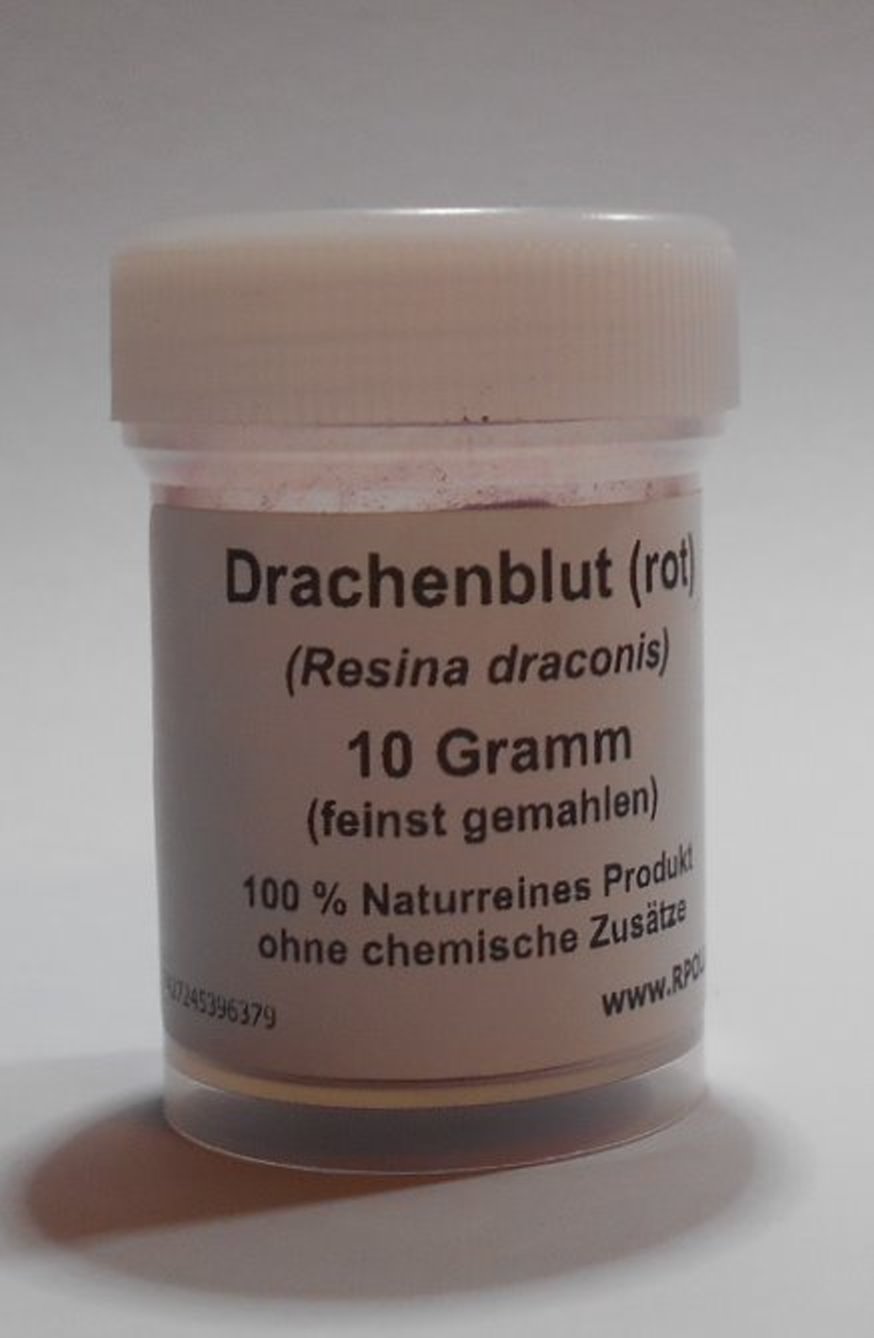 Drachenblut (rot)
(Resina draconis)
10 Gramm
(feinst gemahlen)
100 % Naturreines Produkt
ohne chemische Zusätze